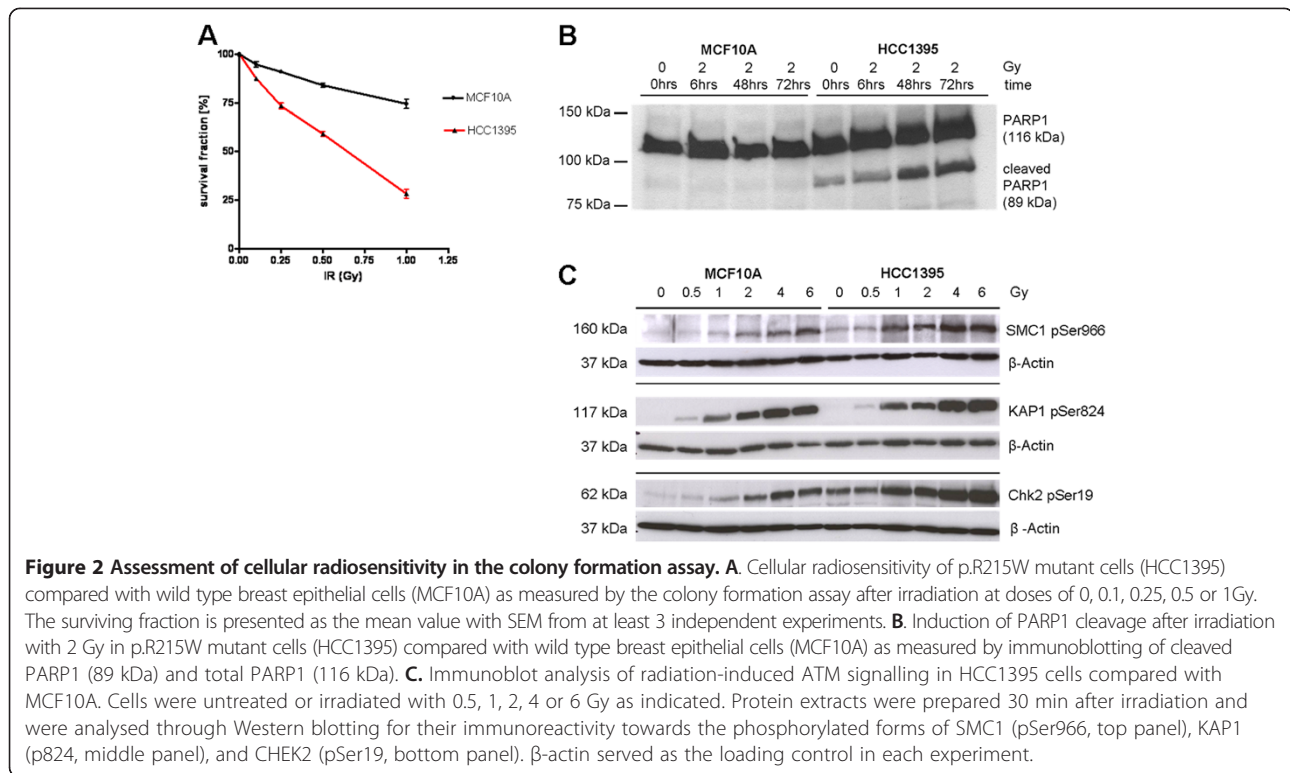 A
100
75
50
25
0
survival fraction [%]
0.00 0.25 0.50 0.75 1.00 1.25
IR (Gy)
MCF10A
HCC1395
B
MCF10A HCC1395
0 2 2 2 0 2 2 2 Gy
0hrs 6hrs 48hrs 72hrs 0hrs 6hrs 48hrs 72hrs time
150 kDa
100 kDa
75 kDa
PARP1
(116 kDa)
cleaved
PARP1
(89 kDa)
C
MCF10A HCC1395
0 0.5 1 2 4 6 0 0.5 1 2 4 6 Gy
160 kDa SMC1 pSer966
37 kDa β-Actin
117 kDa KAP1 pSer824
37 kDa β-Actin
62 kDa Chk2 pSer19
37 kDa β -Actin
Figure 2 Assessment of cellular radiosensitivity in the colony formation assay. A. Cellular radiosensitivity of p.R215W mutant cells (HCC1395)
compared with wild type breast epithelial cells (MCF10A) as measured by the colony formation assay after irradiation at doses of 0, 0.1, 0.25, 0.5 or 1Gy.
The surviving fraction is presented as the mean value with SEM from at least 3 independent experiments. B. Induction of PARP1 cleavage after irradiation
with 2 Gy in p.R215W mutant cells (HCC1395) compared with wild type breast epithelial cells (MCF10A) as measured by immunoblotting of cleaved
PARP1 (89 kDa) and total PARP1 (116 kDa). C. Immunoblot analysis of radiation-induced ATM signalling in HCC1395 cells compared with
MCF10A. Cells were untreated or irradiated with 0.5, 1, 2, 4 or 6 Gy as indicated. Protein extracts were prepared 30 min after irradiation and
were analysed through Western blotting for their immunoreactivity towards the phosphorylated forms of SMC1 (pSer966, top panel), KAP1
(p824, middle panel), and CHEK2 (pSer19, bottom panel). β-actin served as the loading control in each experiment.